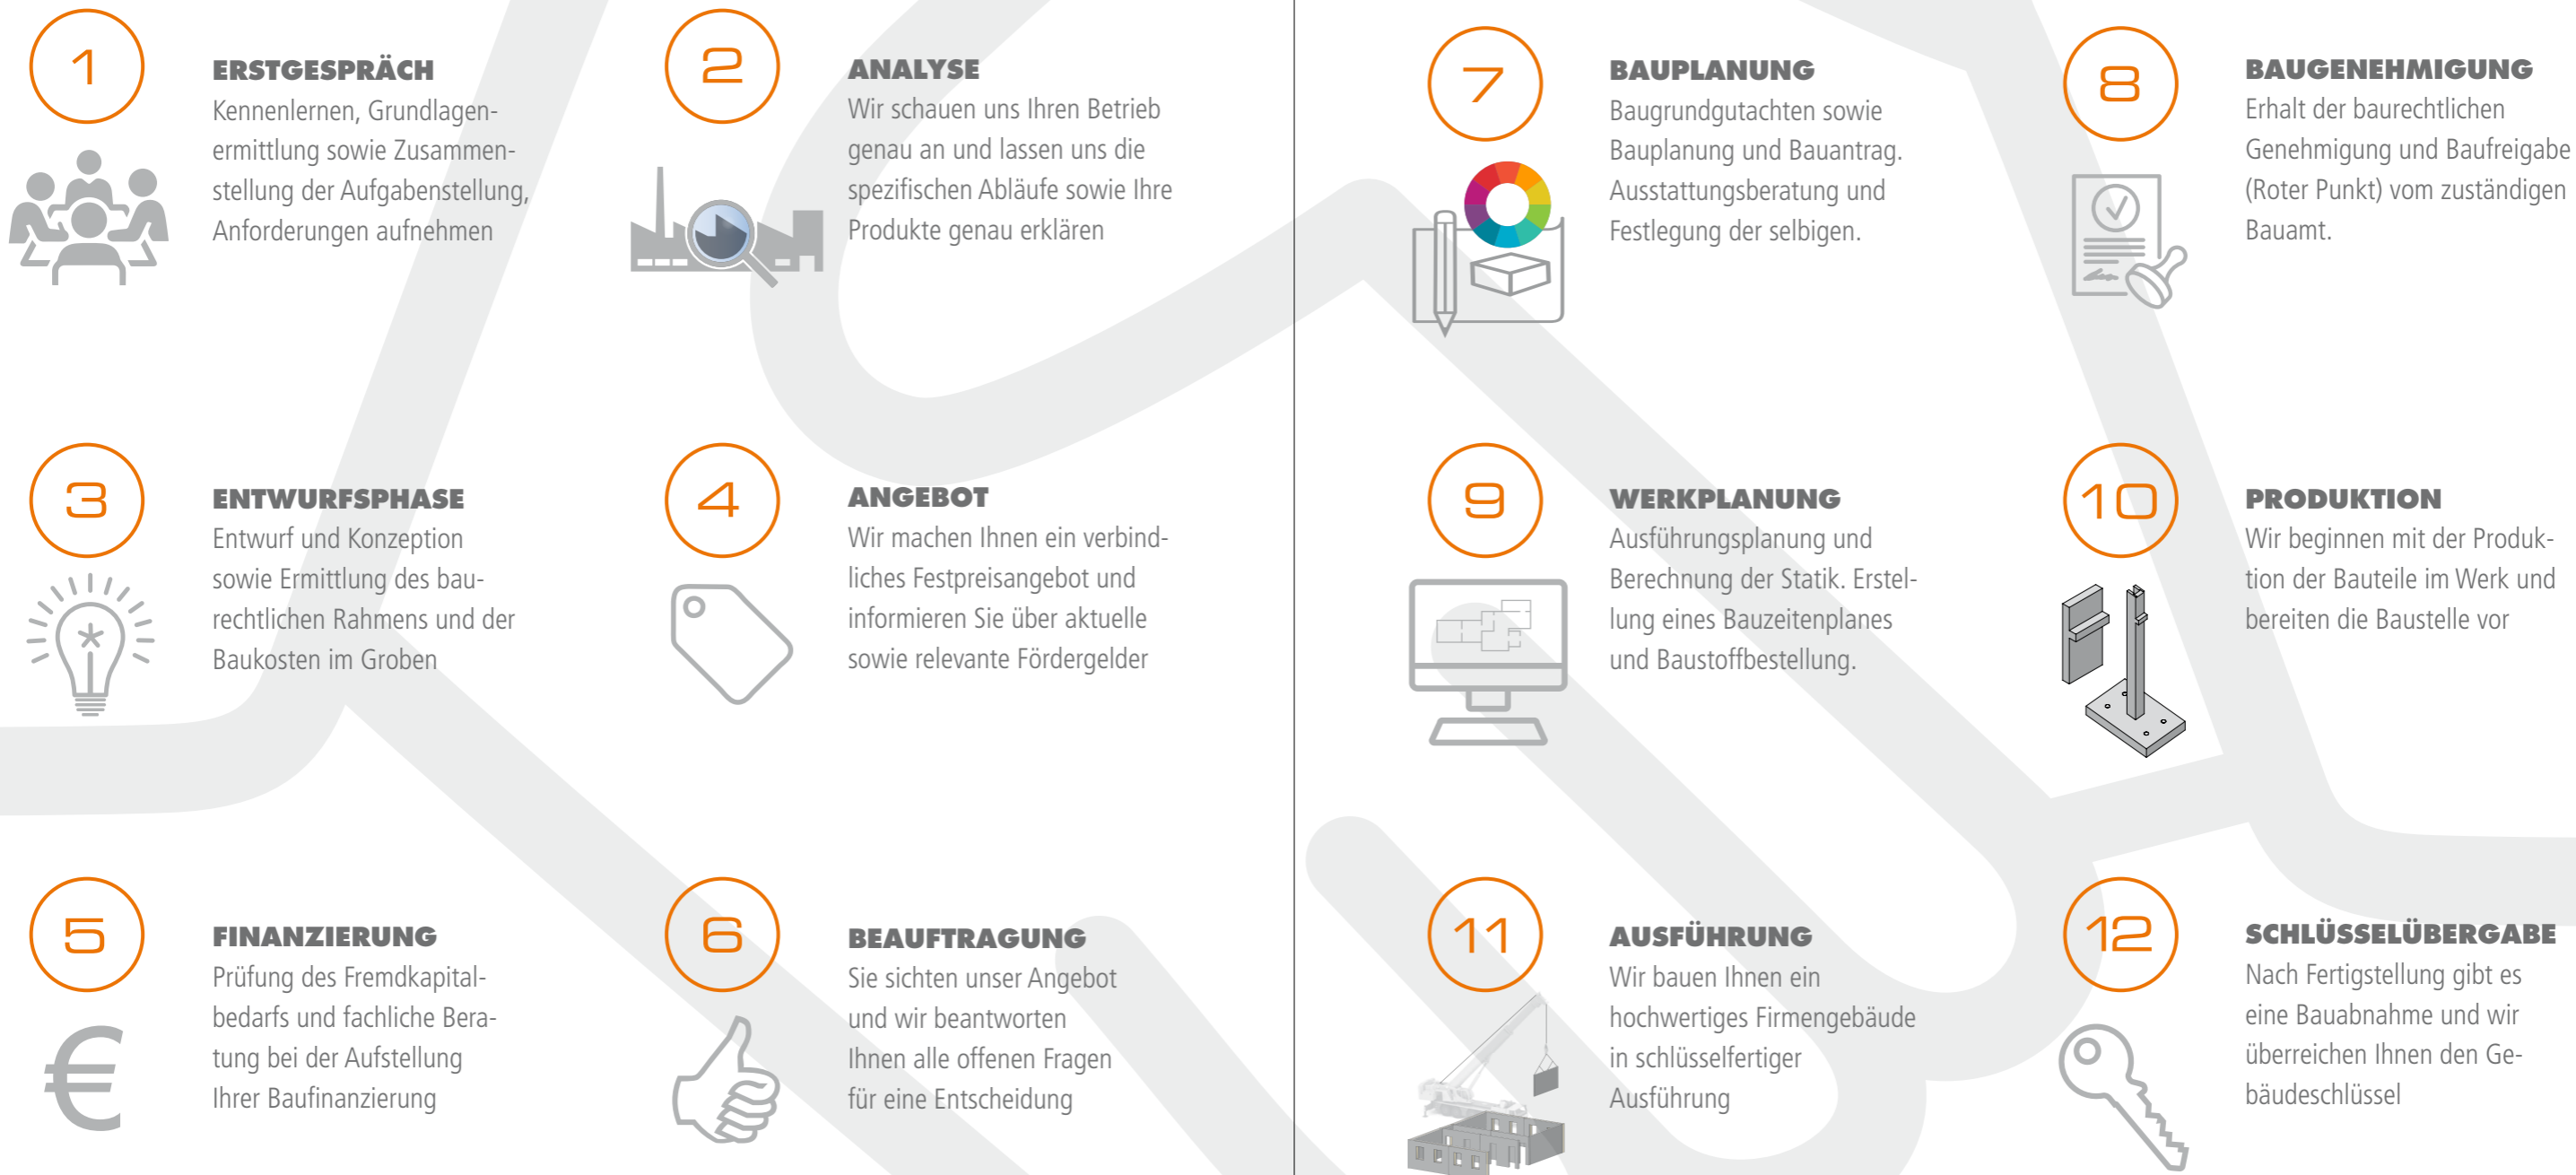 1
ERSTGESPRÄCH
Kennenlernen, Grundlagen-
ermittlung sowie Zusammen-
stellung der Aufgabenstellung,
Anforderungen aufnehmen
2
ANALYSE
Wir schauen uns Ihren Betrieb
genau an und lassen uns die
spezifischen Abläufe sowie Ihre
Produkte genau erklären
3
ENTWURFSPHASE
Entwurf und Konzeption
sowie Ermittlung des bau-
rechtlichen Rahmens und der
Baukosten im Groben
4
ANGEBOT
Wir machen Ihnen ein verbind-
liches Festpreisangebot und
informieren Sie über aktuelle
sowie relevante Fördergelder
5
FINANZIERUNG
Prüfung des Fremdkapital-
bedarfs und fachliche Bera-
tung bei der Aufstellung
Ihrer Baufinanzierung
€
6
BEAUFTRAGUNG
Sie sichten unser Angebot
und wir beantworten
Ihnen alle offenen Fragen
für eine Entscheidung
7
BAUPLANUNG
Baugrundgutachten sowie
Bauplanung und Bauantrag.
Ausstattungsberatung und
Festlegung der selbigen.
8
BAUGENEHMIGUNG
Erhalt der baurechtlichen
Genehmigung und Baufreigabe
(Roter Punkt) vom zuständigen
Bauamt.
9
WERKPLANUNG
Ausführungsplanung und
Berechnung der Statik. Erstel-
lung eines Bauzeitenplanes
und Baustoffbestellung.
10
PRODUKTION
Wir beginnen mit der Produk-
tion der Bauteile im Werk und
bereiten die Baustelle vor
11
AUSFÜHRUNG
Wir bauen Ihnen ein
hochwertiges Firmengebäude
in schlüsselfertiger
Ausführung
12
SCHLÜSSELÜBERGABE
Nach Fertigstellung gibt es
eine Bauabnahme und wir
überreichen Ihnen den Ge-
bäudeschlüssel